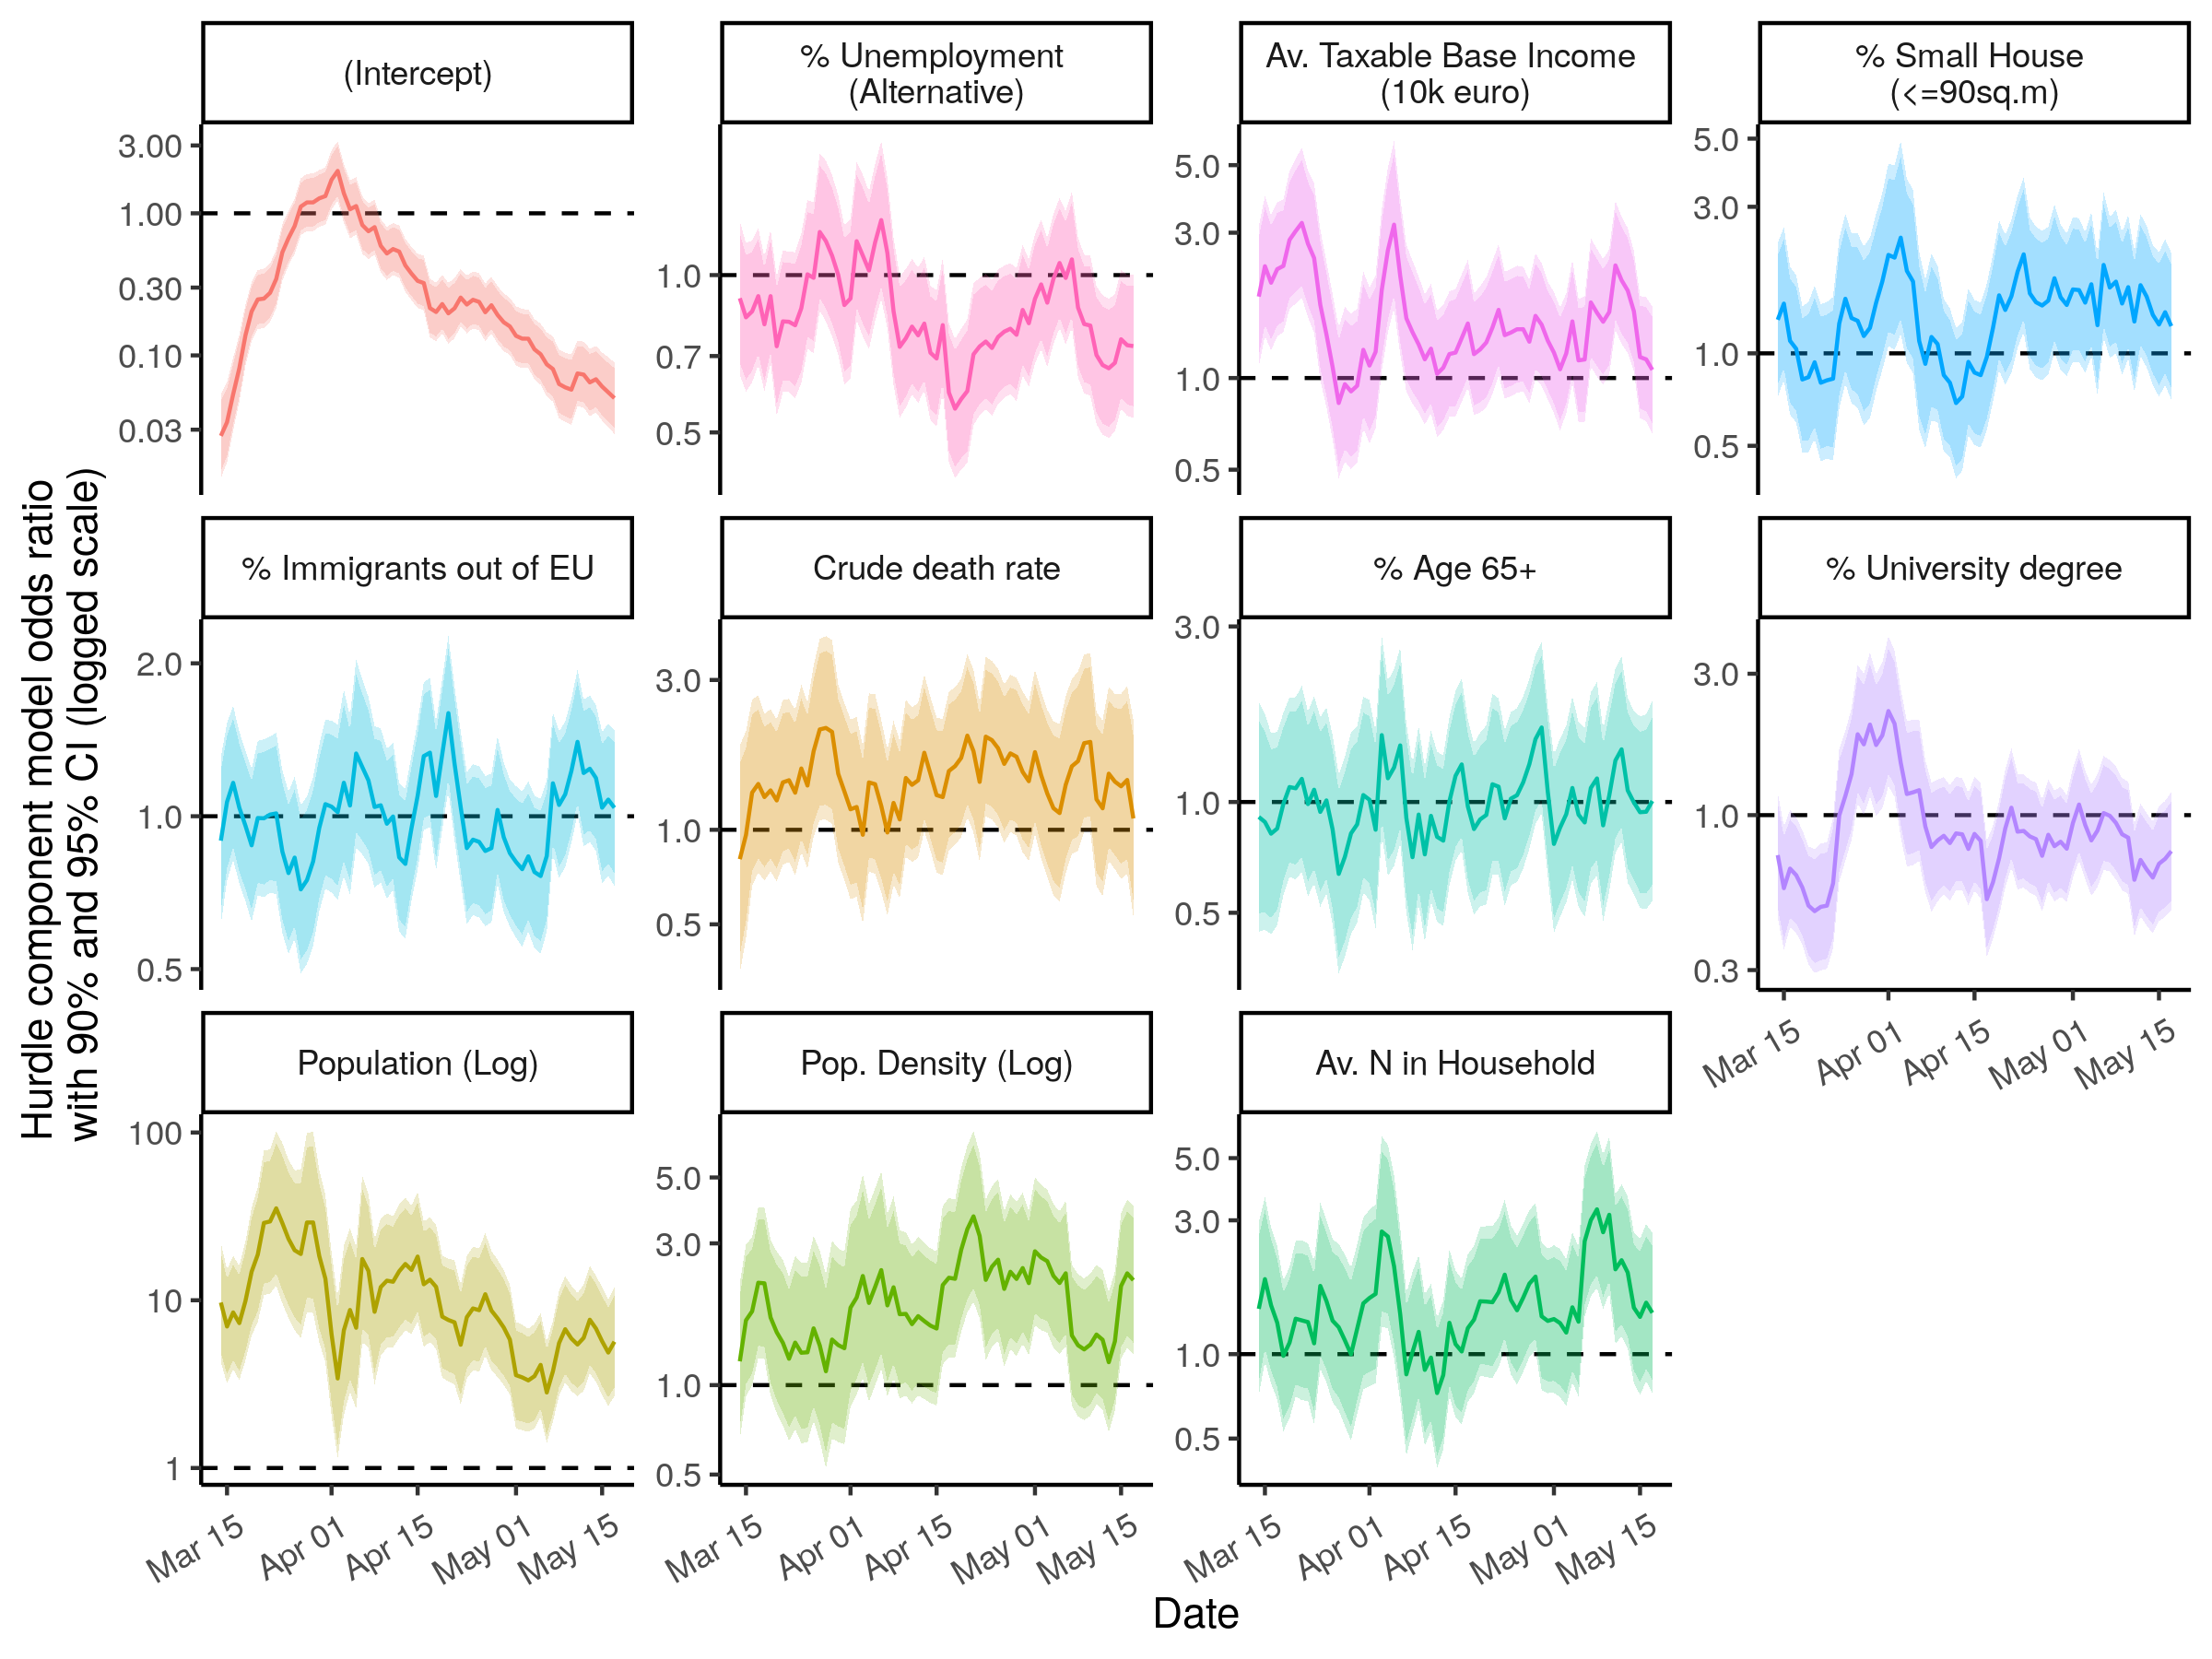 (Intercept)
% Unemployment
(Alternative)
Av. Taxable Base Income
(10k euro)
% Small House
(<=90sq.m)
3.00
1.00
0.30
0.10
0.03
1.0
0.7
0.5
5.0
3.0
1.0
0.5
5.0
3.0
1.0
0.5
% Immigrants out of EU
Crude death rate
% Age 65+
% University degree
2.0
1.0
0.5
3.0
1.0
0.5
3.0
1.0
0.5
3.0
1.0
0.3
Mar 15
Apr 01
Apr 15
May 01
May 15
Population (Log)
Pop. Density (Log)
Av. N in Household
100
10
1
5.0
3.0
1.0
0.5
5.0
3.0
1.0
0.5
Mar 15
Apr 01
Apr 15
May 01
May 15
Mar 15
Apr 01
Apr 15
May 01
May 15
Mar 15
Apr 01
Apr 15
May 01
May 15
Date
Hurdle component model odds ratio
with 90% and 95% CI (logged scale)